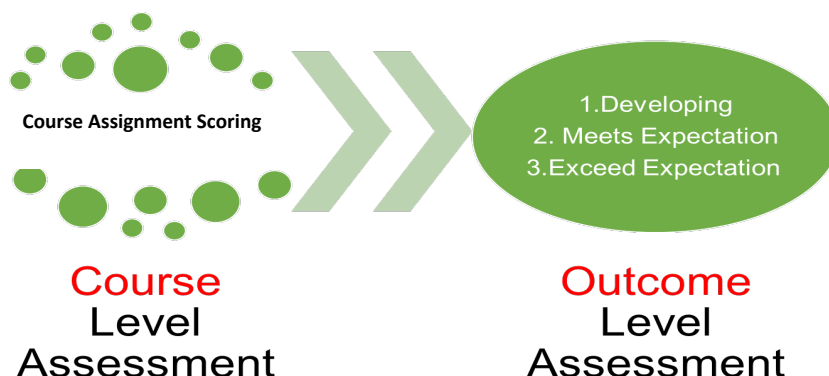 Course Assignment Scoring
1.Developing
2. Meets Expectation
3.Exceed Expectation
Course
Level
Assessment
Outcome
Level
Assessment